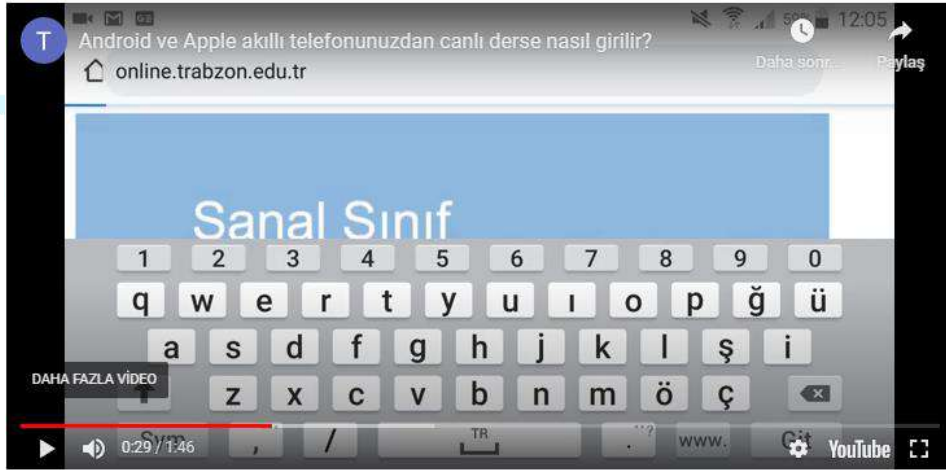 12:05
T
Android ve Apple akıllı telefonunuzdan canlı derse nasıl girilir?
Daha sonr...
Paylaş
online.trabzon.edu.tr
Sanal Sınıf
1 2 3 4 5 6 7 8 9 0
q w e r t y u ı o p ğ ü
a s d f g h j k l ş i
DAHA FAZLA VİDEO
z x c v b n m ö ç
Sym , / TR . ..? www. Git
0:29 / 1:46
YouTube